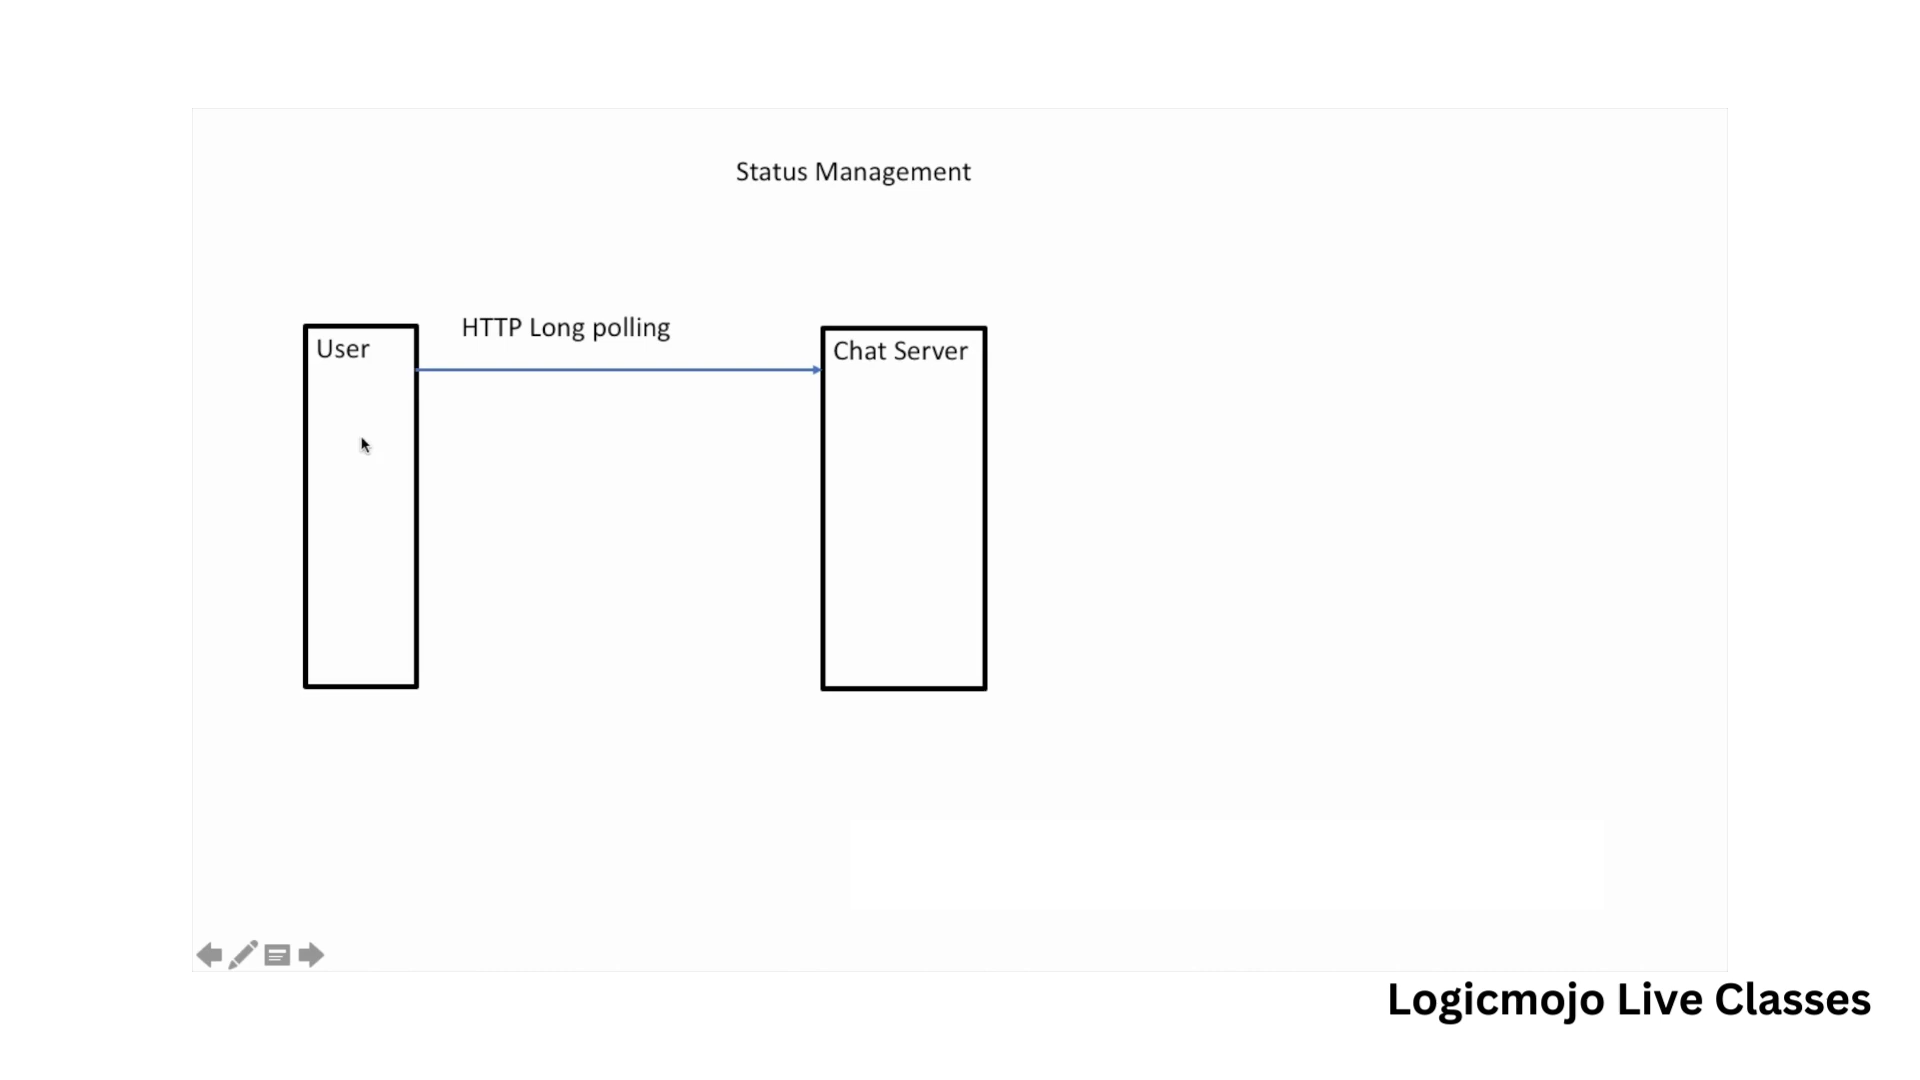 Status Management
HTTP Long polling
User
Chat Server
Logicmojo Live Classes